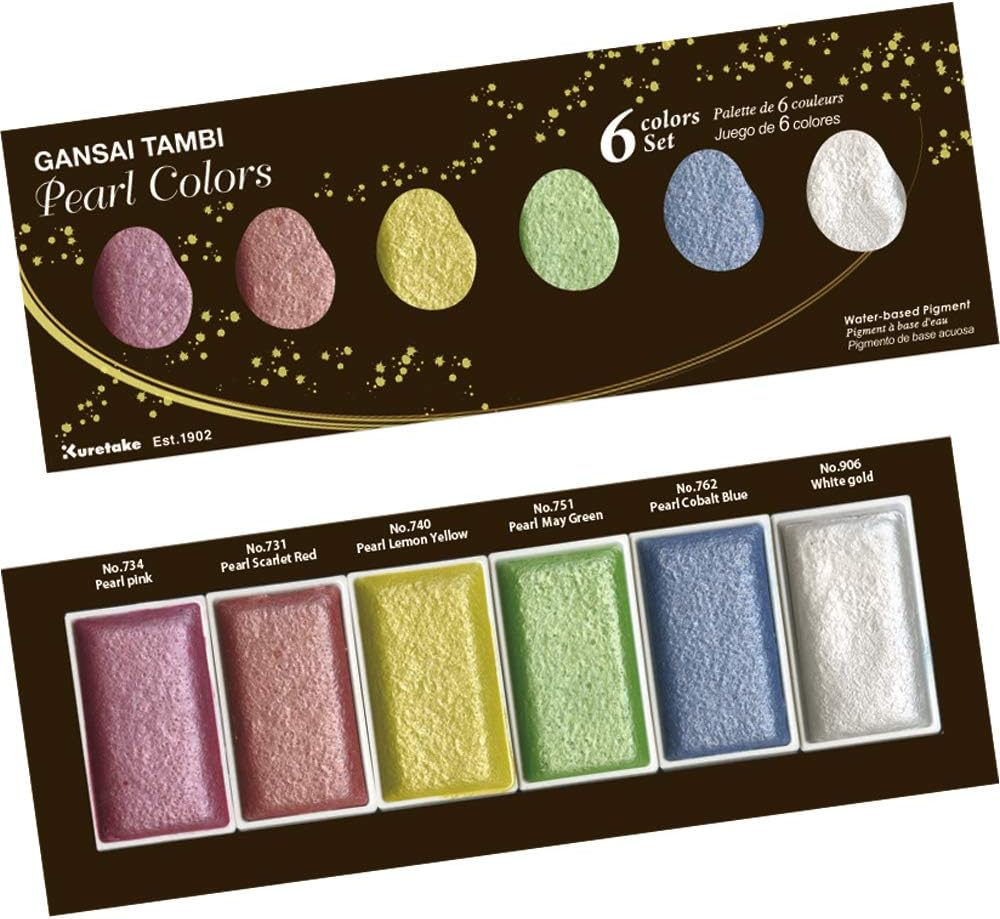 GANSAI TAMBI
Pearl Colors
6 colors Set
Palette de 6 couleurs
Juego de 6 colores
Water-based Pigment
Pigment à base d'eau
Pigmento de base acuosa
Kuretake Est.1902
No.734
Pearl pink
No.731
Pearl Scarlet Red
No.740
Pearl Lemon Yellow
No.751
Pearl May Green
No.762
Pearl Cobalt Blue
No.906
White gold